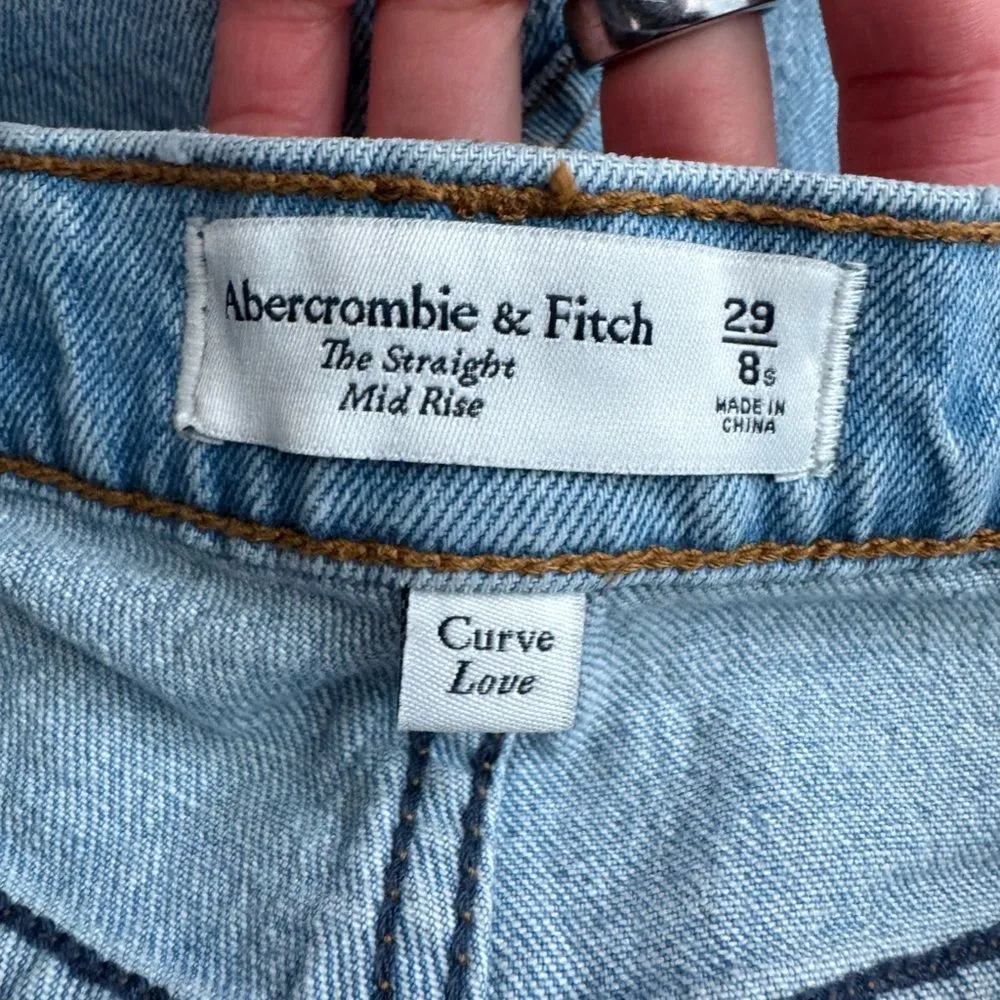 Abercrombie & Fitch
The Straight
Mid Rise
29
8s
MADE IN
CHINA
Curve
Love